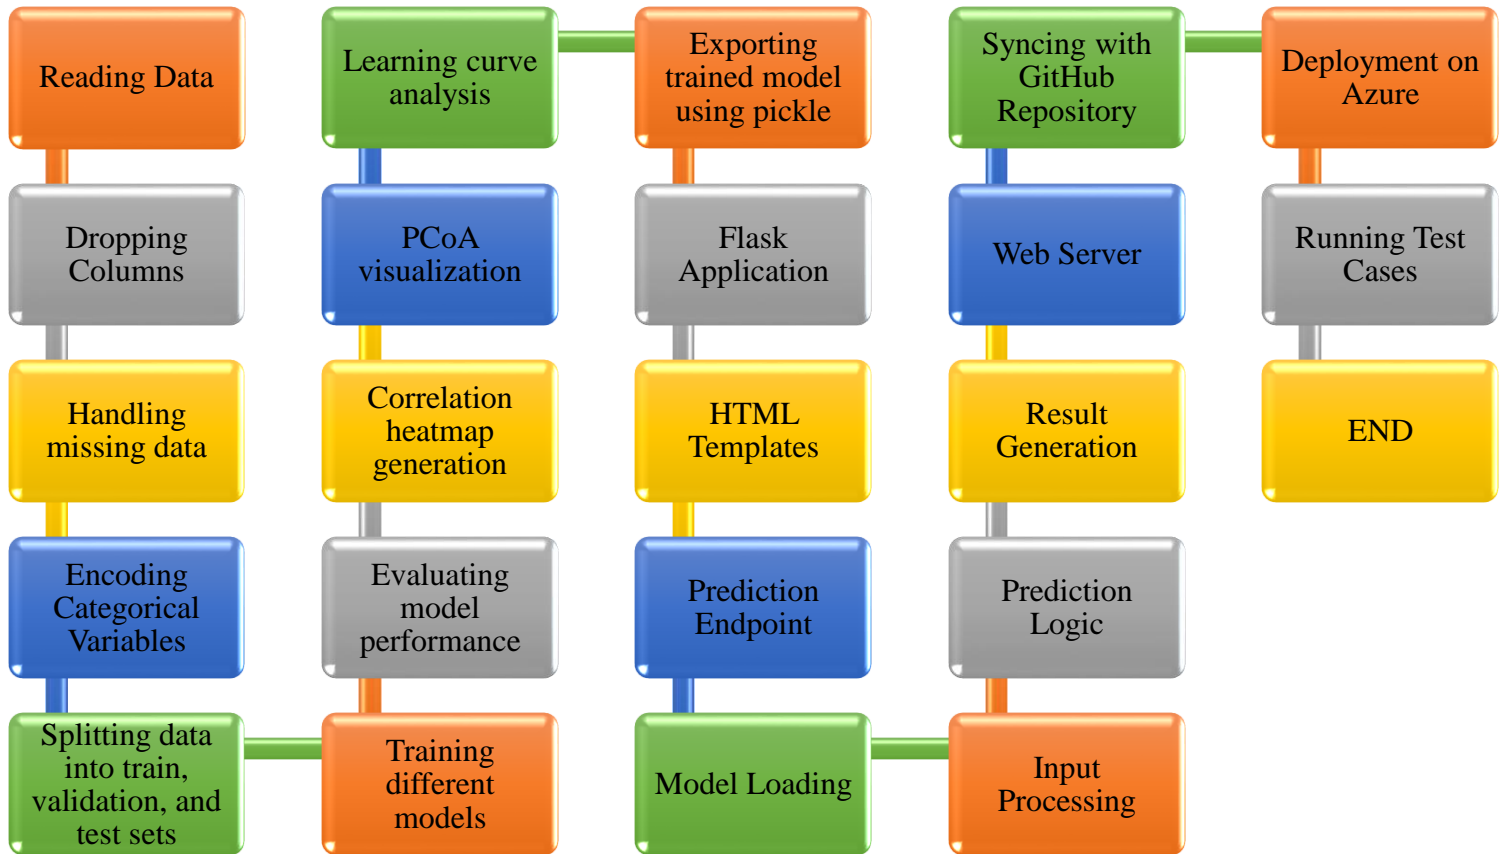 Reading Data
Dropping
Columns
Handling
missing data
Encoding
Categorical
Variables
Splitting data
into train,
validation, and
test sets
Training
different
models
Evaluating
model
performance
Correlation
heatmap
generation
PCoA
visualization
Learning curve
analysis
Exporting
trained model
using pickle
Flask
Application
HTML
Templates
Prediction
Endpoint
Model Loading
Input
Processing
Prediction
Logic
Result
Generation
Web Server
Syncing with
GitHub
Repository
Deployment on
Azure
Running Test
Cases
END